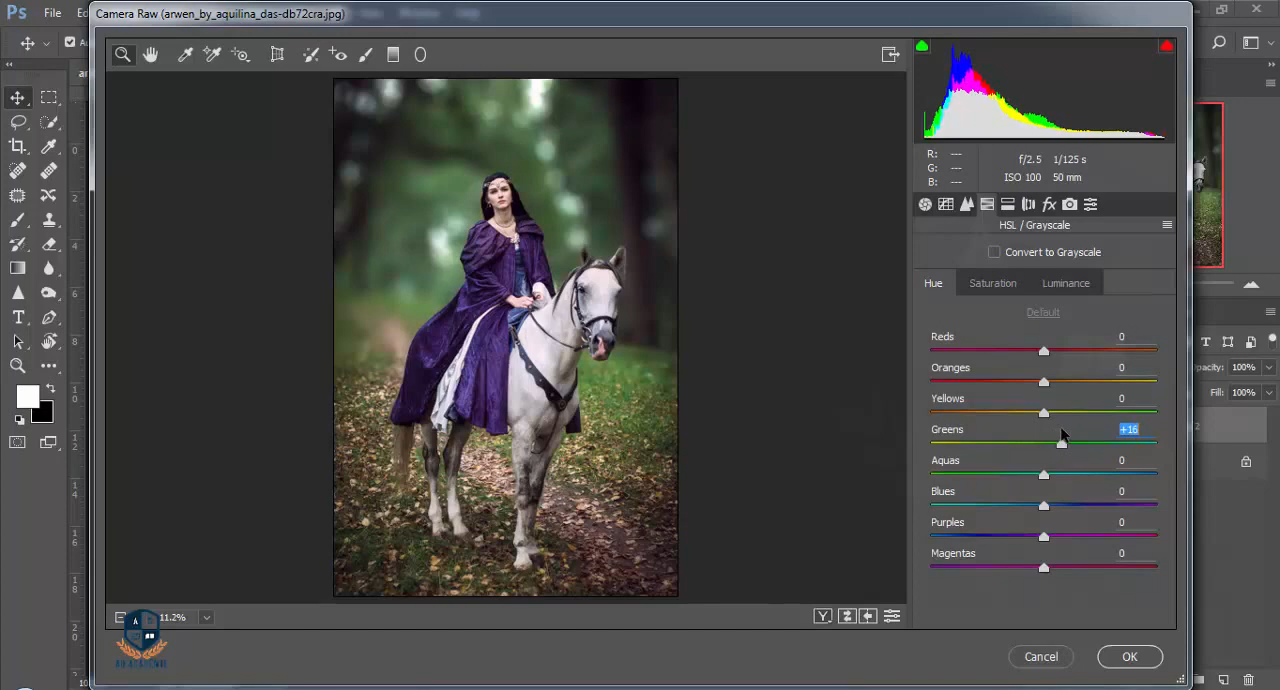 Ps File
Camera Raw (arwen_by_aquilina_das-db72cra.jpg)
R: ---
G: ---
B: ---
f/2.5 1/125 s
ISO 100 50 mm
HSL / Grayscale
Convert to Grayscale
Hue Saturation Luminance
Default
Reds 0
Oranges 0
Yellows 0
Greens +16
Aquas 0
Blues 0
Purples 0
Magentas 0
11.2%
Cancel OK
100%
Fill: 100%